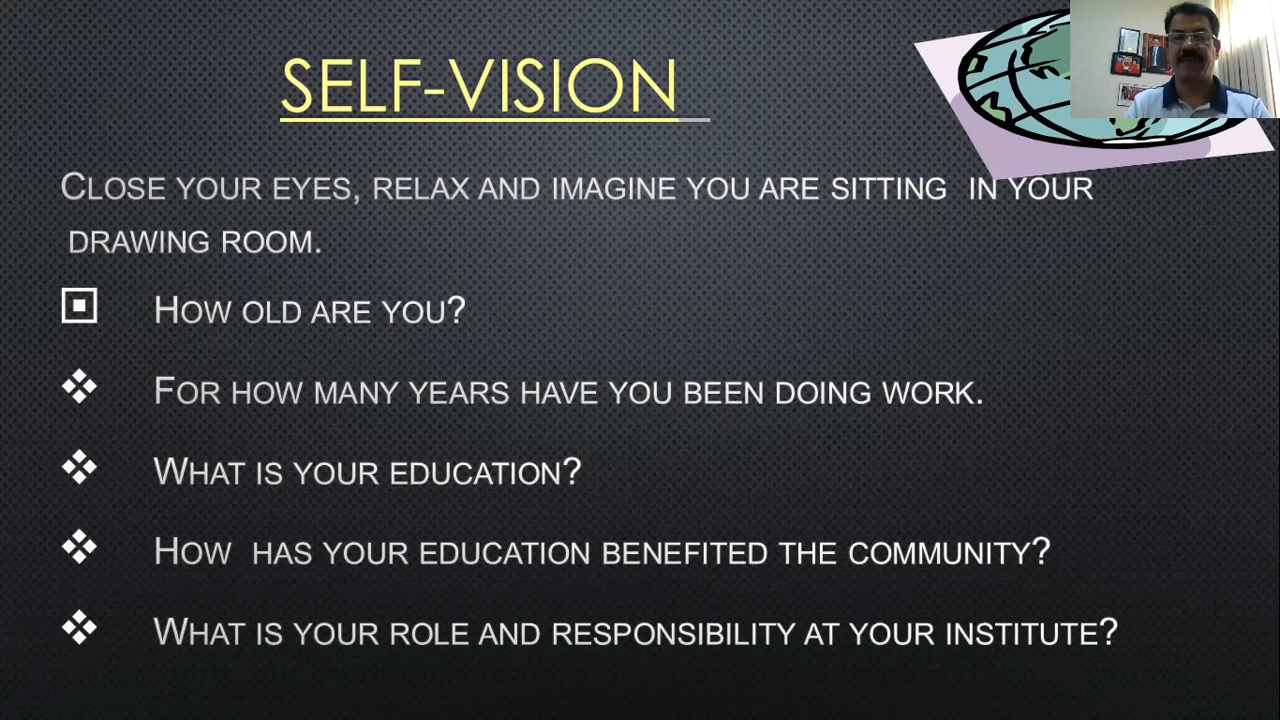 SELF-VISION
CLOSE YOUR EYES, RELAX AND IMAGINE YOU ARE SITTING IN YOUR
DRAWING ROOM.
HOW OLD ARE YOU?
FOR HOW MANY YEARS HAVE YOU BEEN DOING WORK.
WHAT IS YOUR EDUCATION?
HOW HAS YOUR EDUCATION BENEFITED THE COMMUNITY?
WHAT IS YOUR ROLE AND RESPONSIBILITY AT YOUR INSTITUTE?